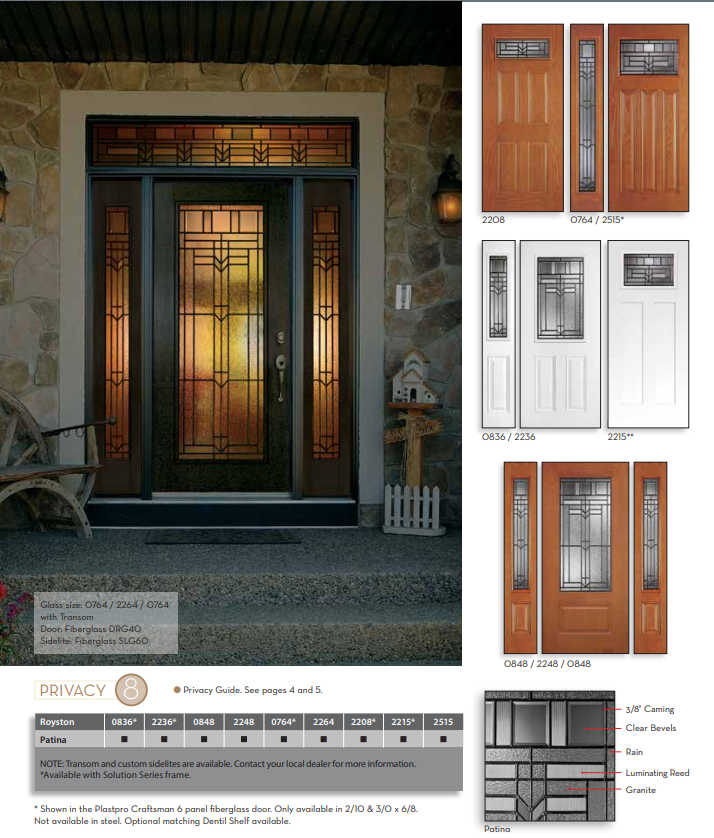 2208
0764 / 2515*
0836 / 2236
2215**
Glass size: 0764 / 2264 / 0764
with Transom
Door: Fiberglass DRG40
Sidelite: Fiberglass SLG60
0848 / 2248 / 0848
PRIVACY 8
Privacy Guide. See pages 4 and 5.
Royston 0836* 2236* 0848 2248 0764* 2264 2208* 2215* 2515
Patina ■ ■ ■ ■ ■ ■ ■ ■ ■
NOTE: Transom and custom sidelites are available. Contact your local dealer for more information.
*Available with Solution Series frame.
* Shown in the Plastpro Craftsman 6 panel fiberglass door. Only available in 2/10 & 3/0 x 6/8.
Not available in steel. Optional matching Dentil Shelf available.
3/8" Caming
Clear Bevels
Rain
Luminating Reed
Granite
Patina